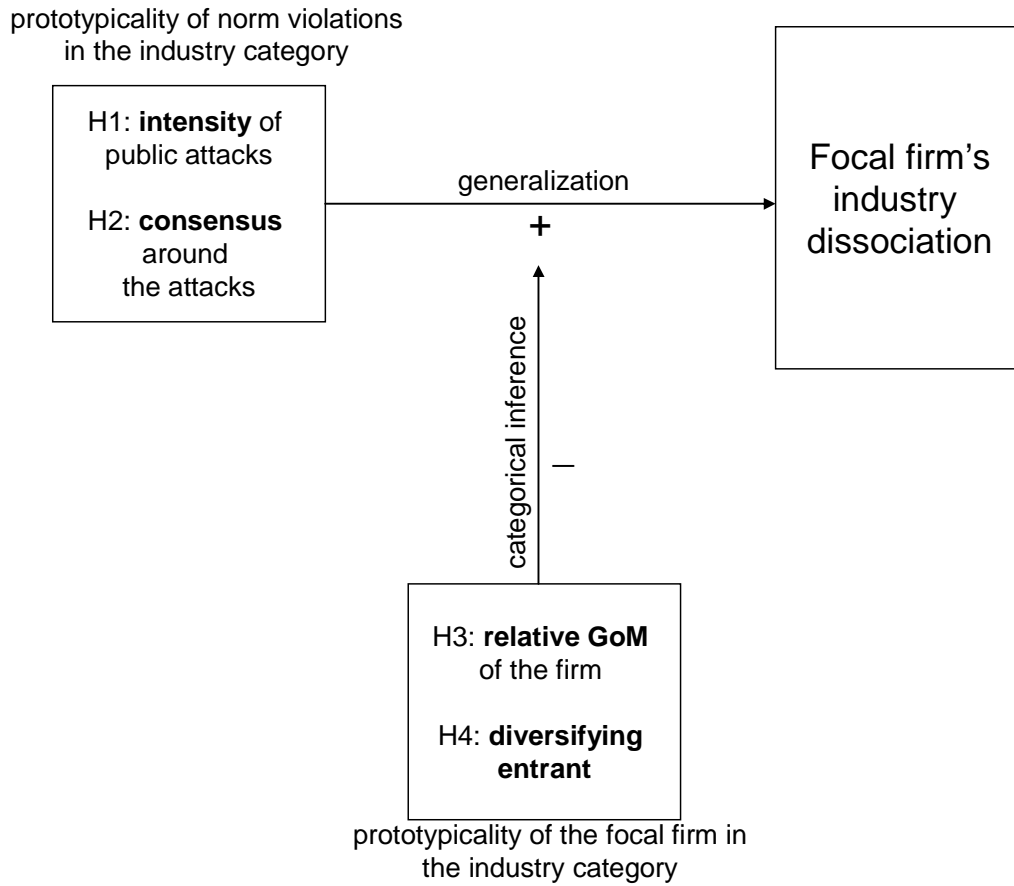 prototypicality of norm violations
in the industry category
H1: intensity of
public attacks
H2: consensus
around
the attacks
generalization
+
Focal firm’s
industry
dissociation
categorical inference
–
H3: relative GoM
of the firm
H4: diversifying
entrant
prototypicality of the focal firm in
the industry category